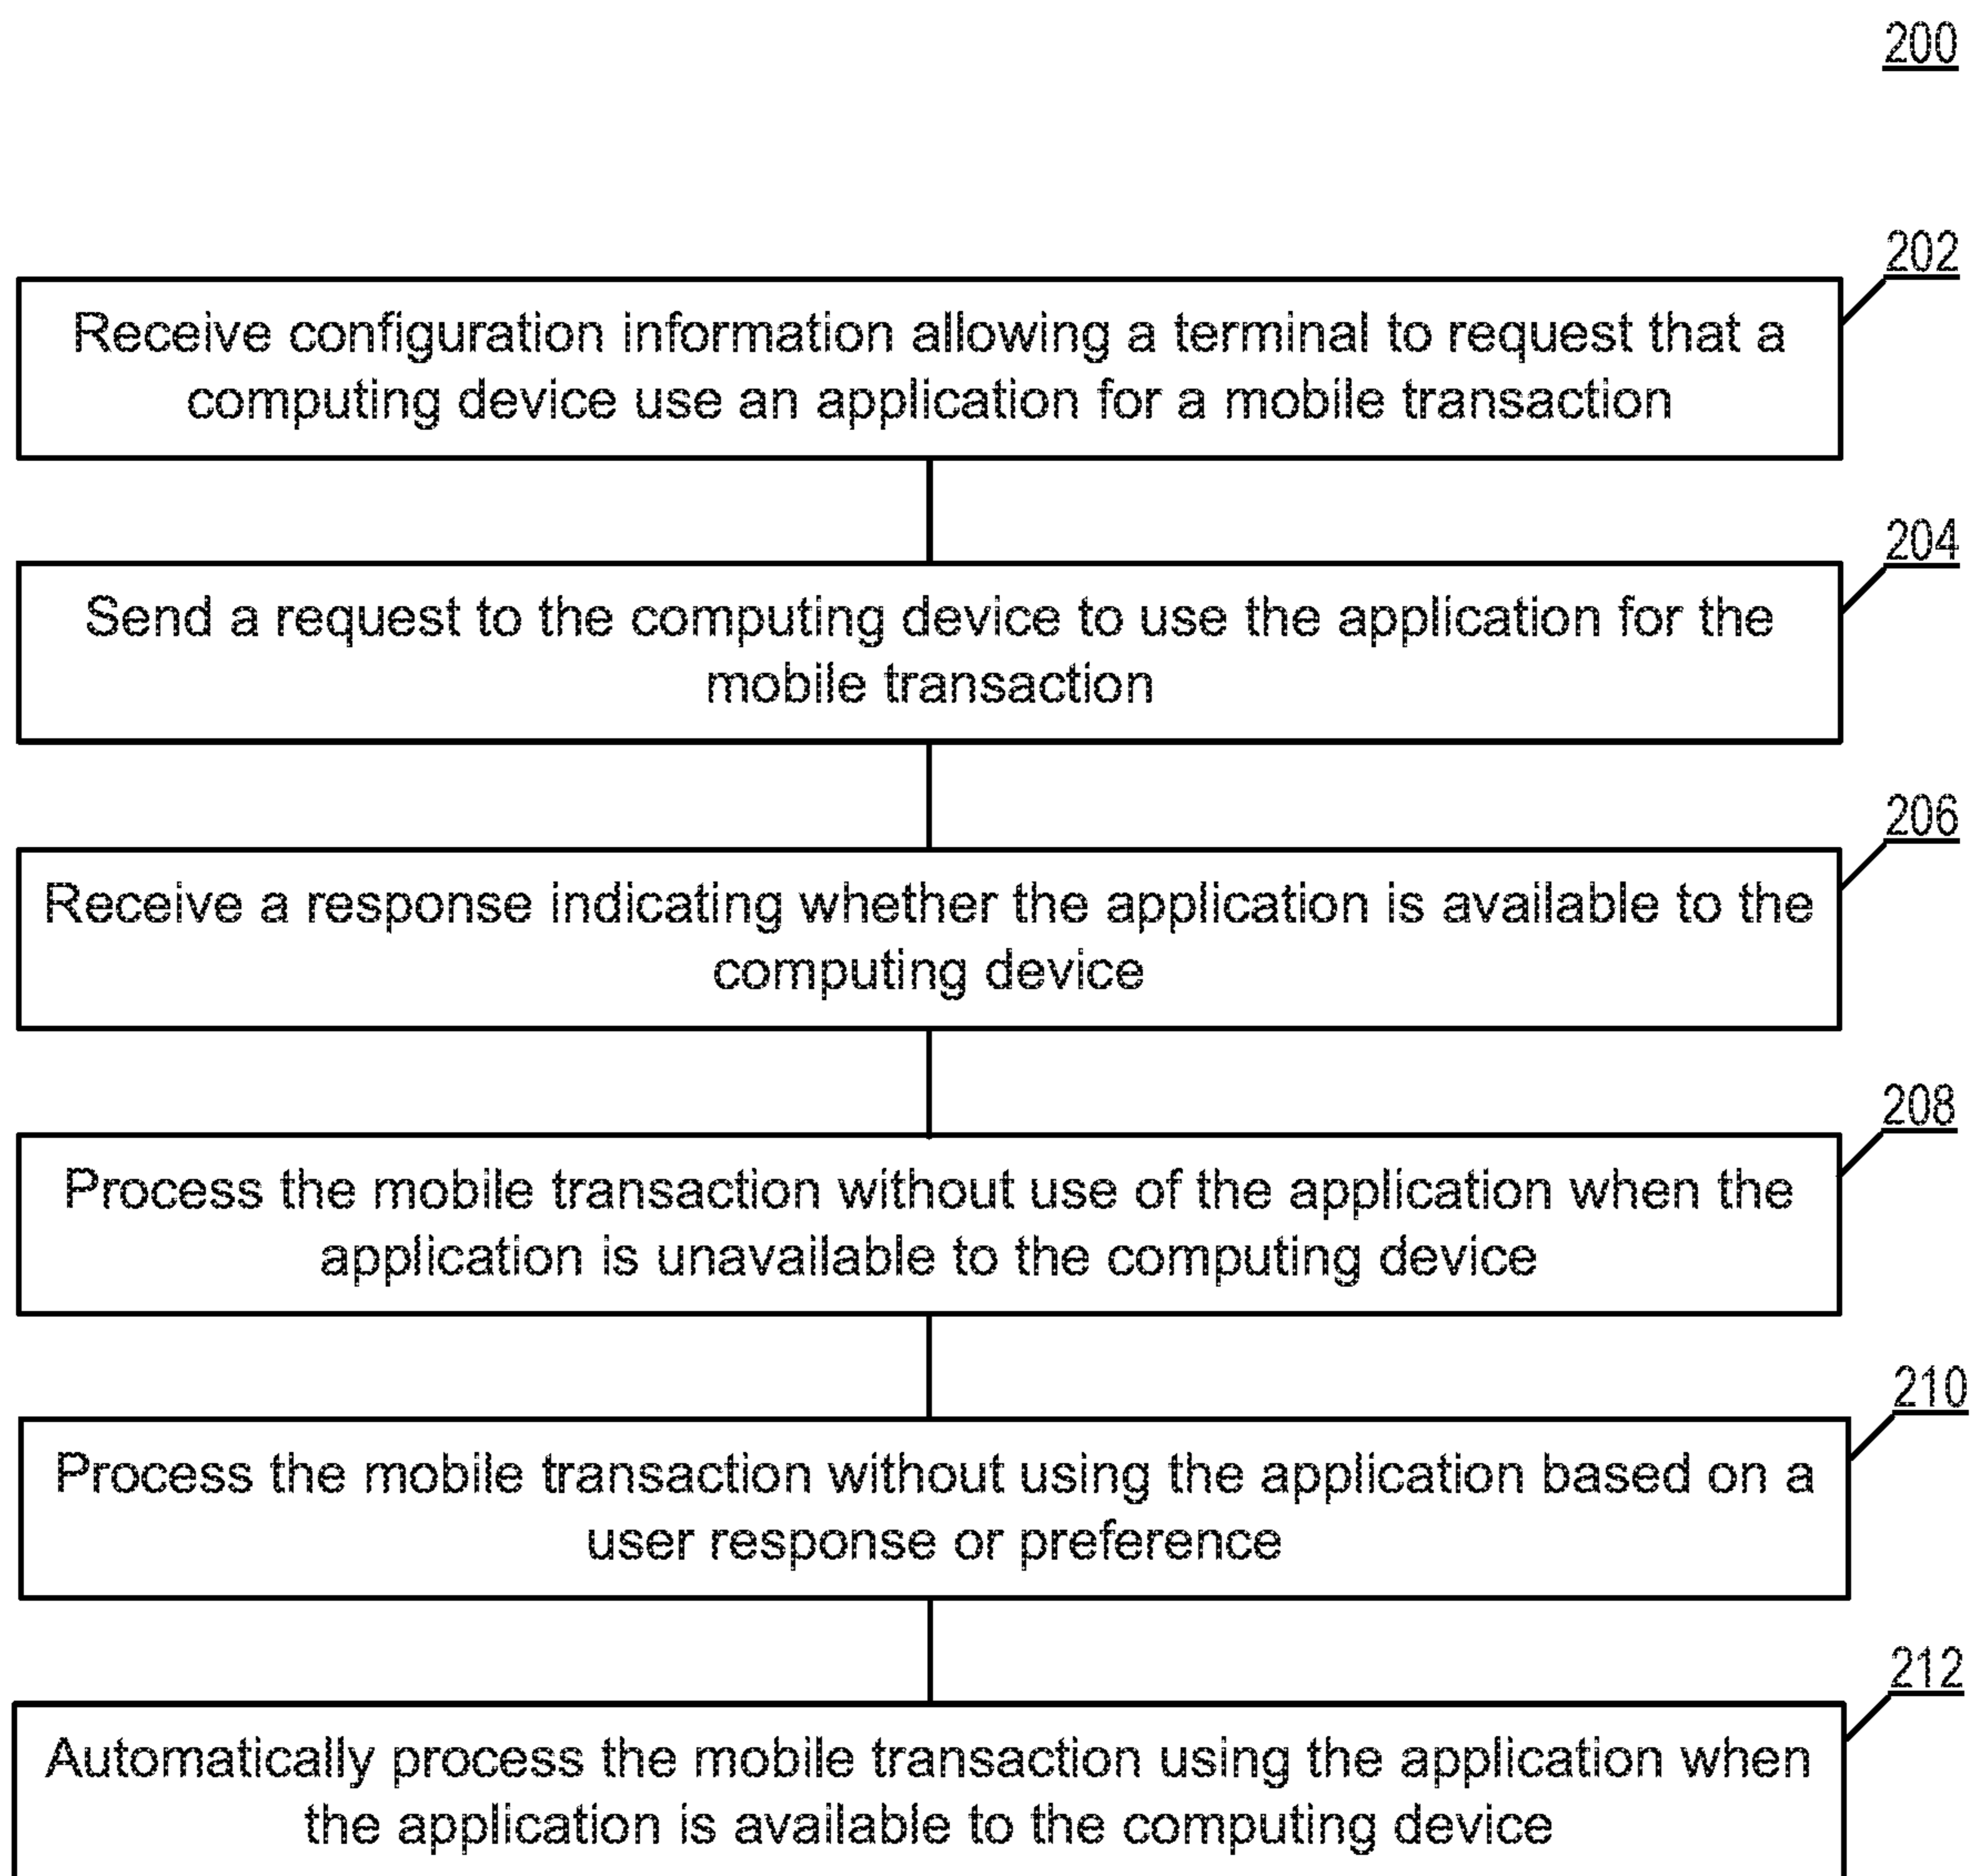 200
202
Receive configuration information allowing a terminal to request that a
computing device use an application for a mobile transaction
204
Send a request to the computing device to use the application for the
mobile transaction
206
Receive a response indicating whether the application is available to the
computing device
208
Process the mobile transaction without use of the application when the
application is unavailable to the computing device
210
Process the mobile transaction without using the application based on a
user response or preference
212
Automatically process the mobile transaction using the application when
the application is available to the computing device